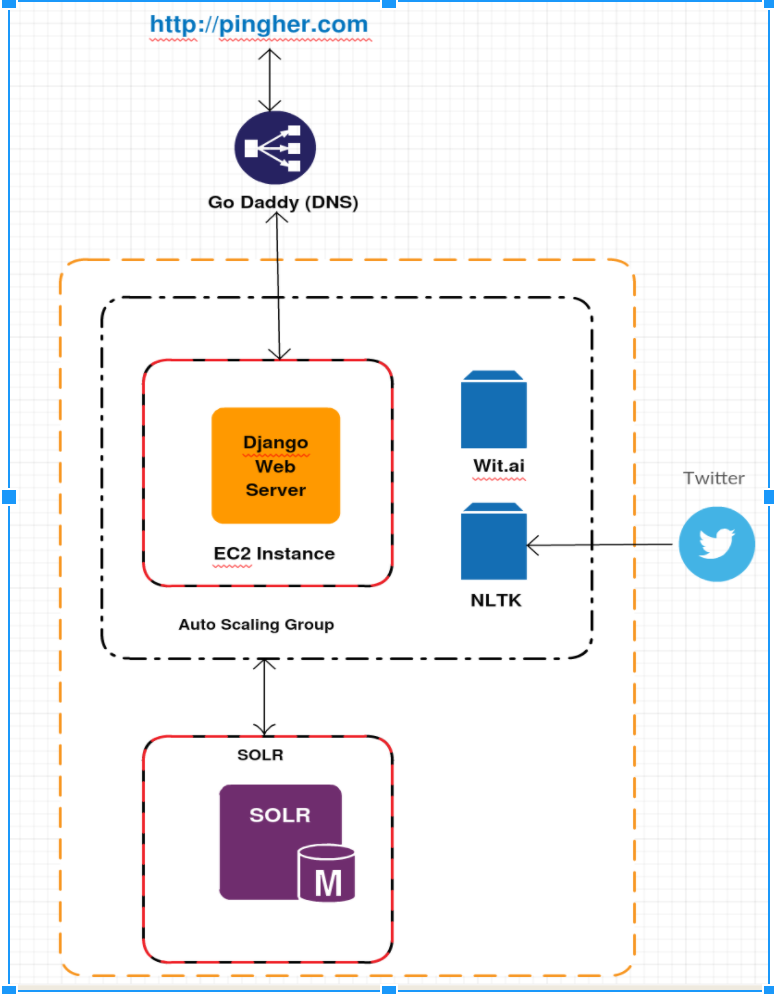 http://pingher.com
Go Daddy (DNS)
Django
Web
Server
EC2 Instance
Wit.ai
Twitter
NLTK
Auto Scaling Group
SOLR
SOLR
M